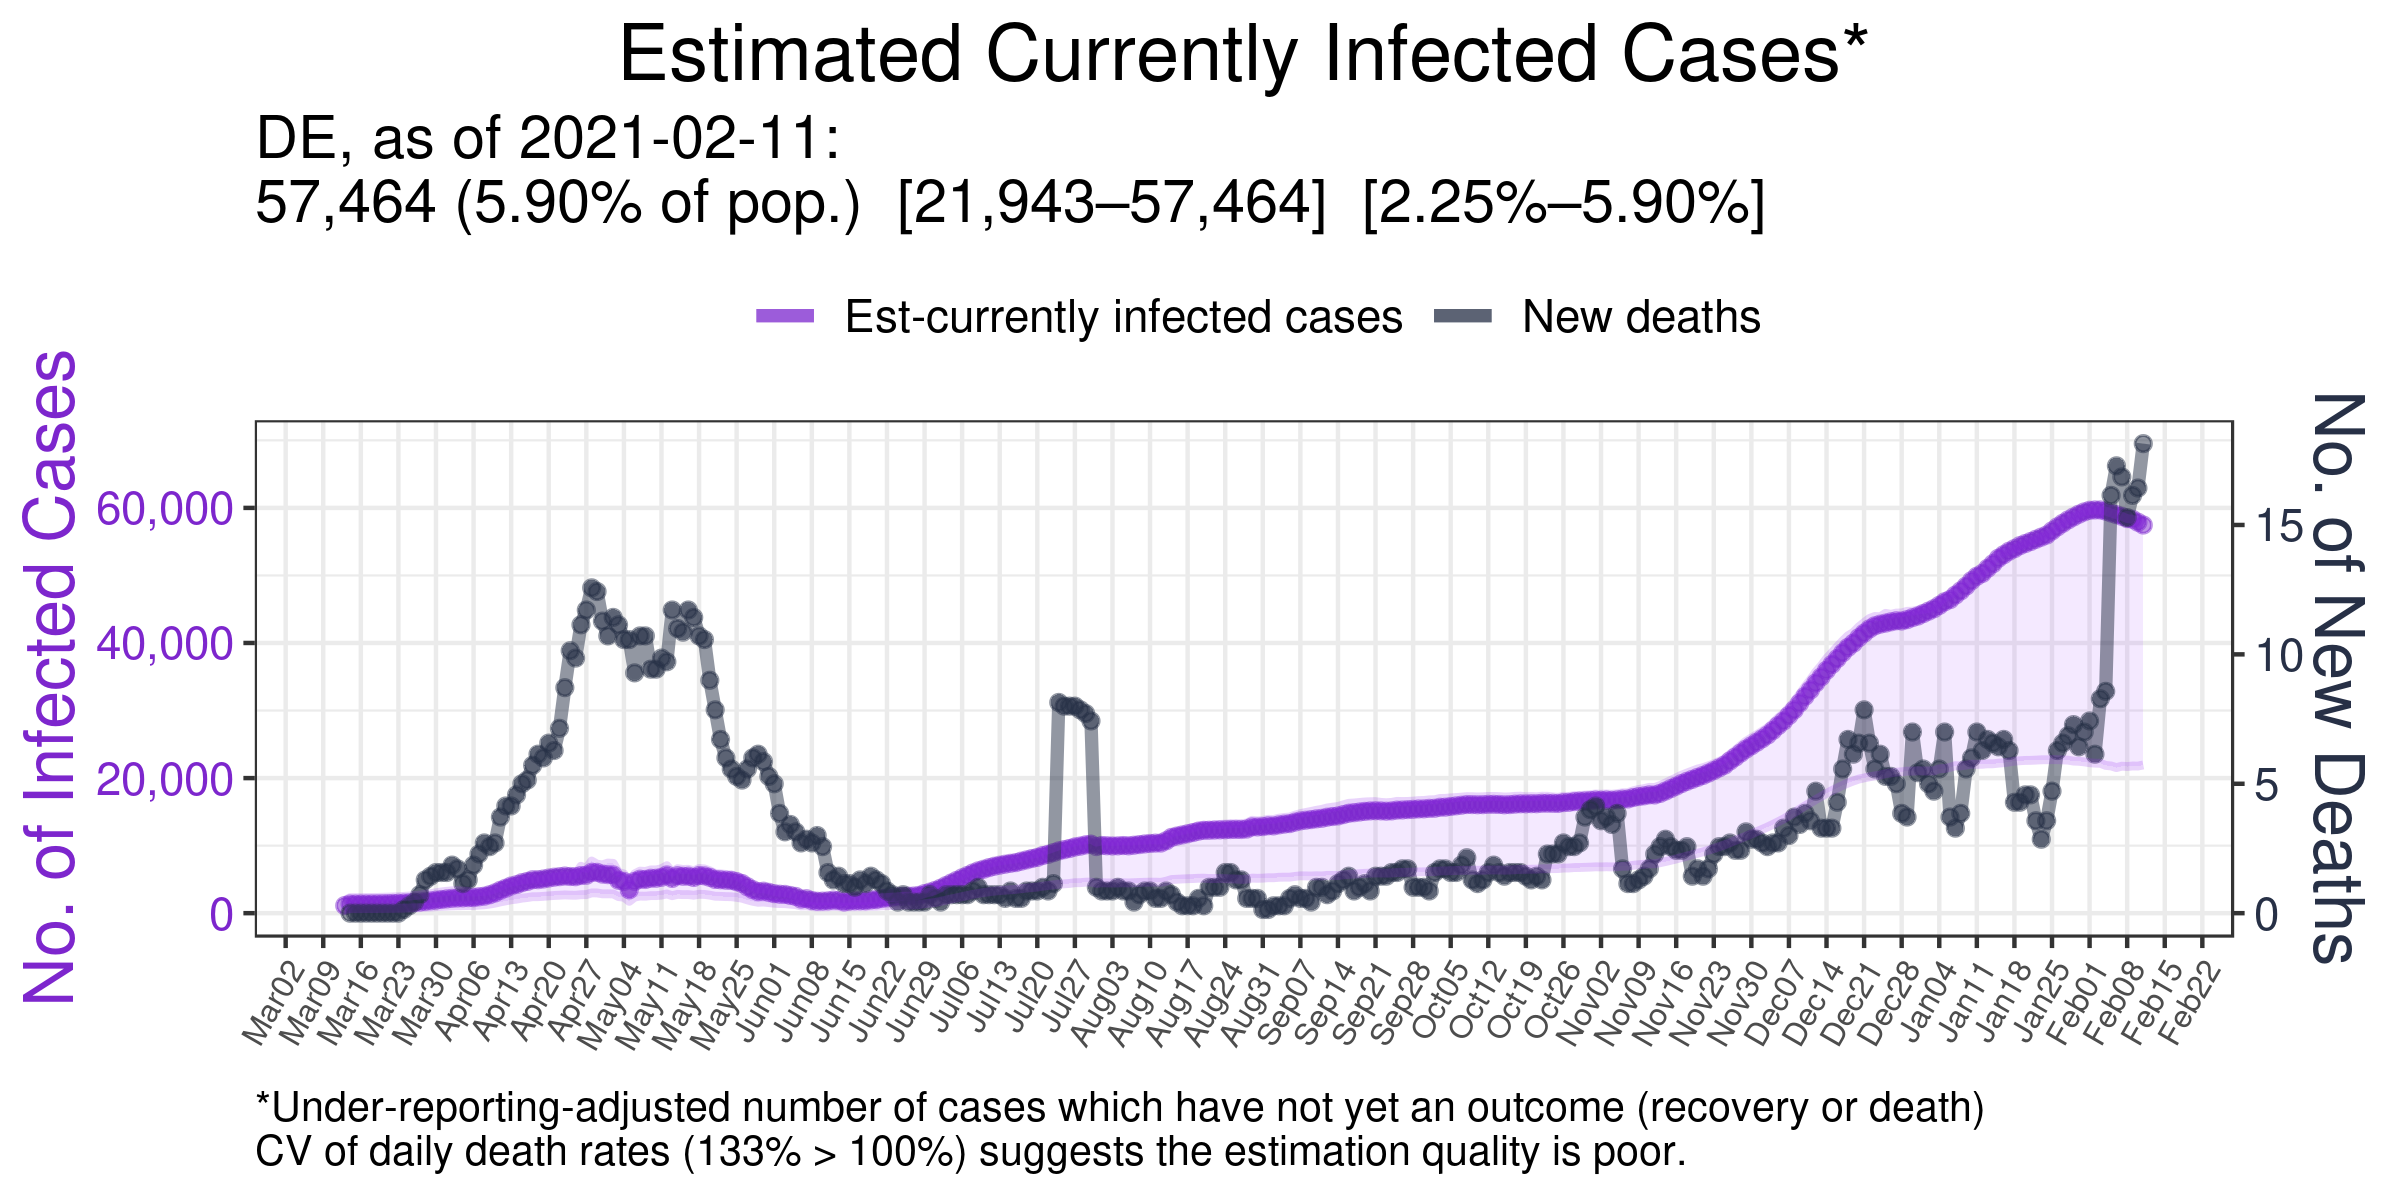 Estimated Currently Infected Cases*
DE, as of 2021-02-11:
57,464 (5.90% of pop.) [21,943–57,464] [2.25%–5.90%]
Est-currently infected cases
New deaths
No. of Infected Cases
60,000
40,000
20,000
0
15
10
5
0
No. of New Deaths
Mar02
Mar09
Mar16
Mar23
Mar30
Apr06
Apr13
Apr20
Apr27
May04
May11
May18
May25
Jun01
Jun08
Jun15
Jun22
Jun29
Jul06
Jul13
Jul20
Jul27
Aug03
Aug10
Aug17
Aug24
Aug31
Sep07
Sep14
Sep21
Sep28
Oct05
Oct12
Oct19
Oct26
Nov02
Nov09
Nov16
Nov23
Nov30
Dec07
Dec14
Dec21
Dec28
Jan04
Jan11
Jan18
Jan25
Feb01
Feb08
Feb15
Feb22
*Under-reporting-adjusted number of cases which have not yet an outcome (recovery or death)
CV of daily death rates (133% > 100%) suggests the estimation quality is poor.